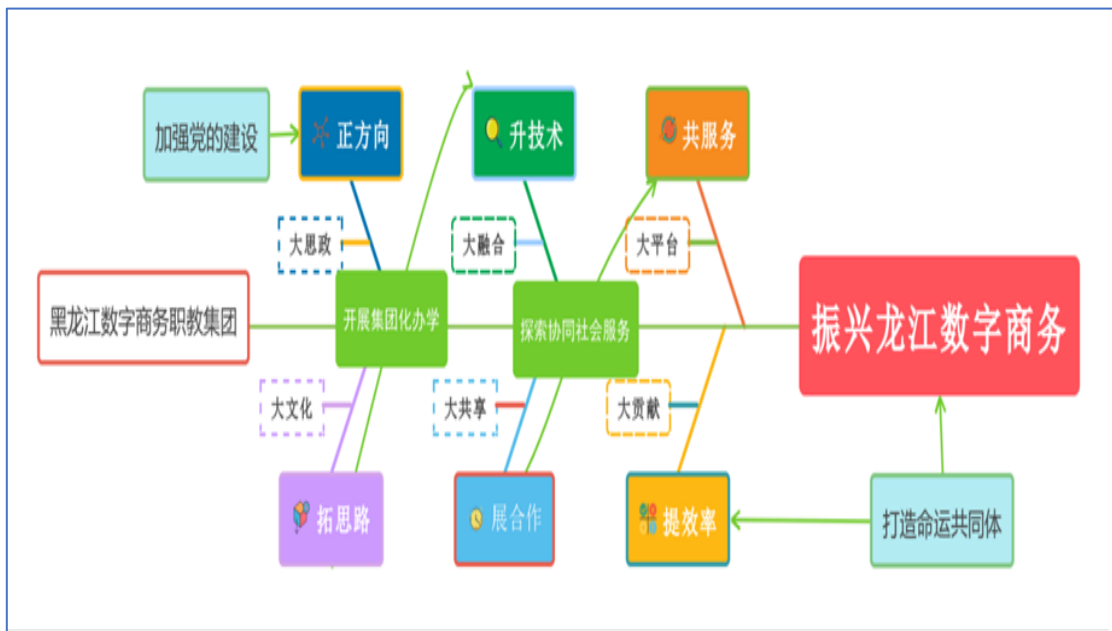 加强党的建设
正方向
升技术
共服务
大思政
大融合
大平台
黑龙江数字商务职教集团
开展集团化办学
探索协同社会服务
振兴龙江数字商务
大文化
大共享
大贡献
拓思路
展合作
提效率
打造命运共同体